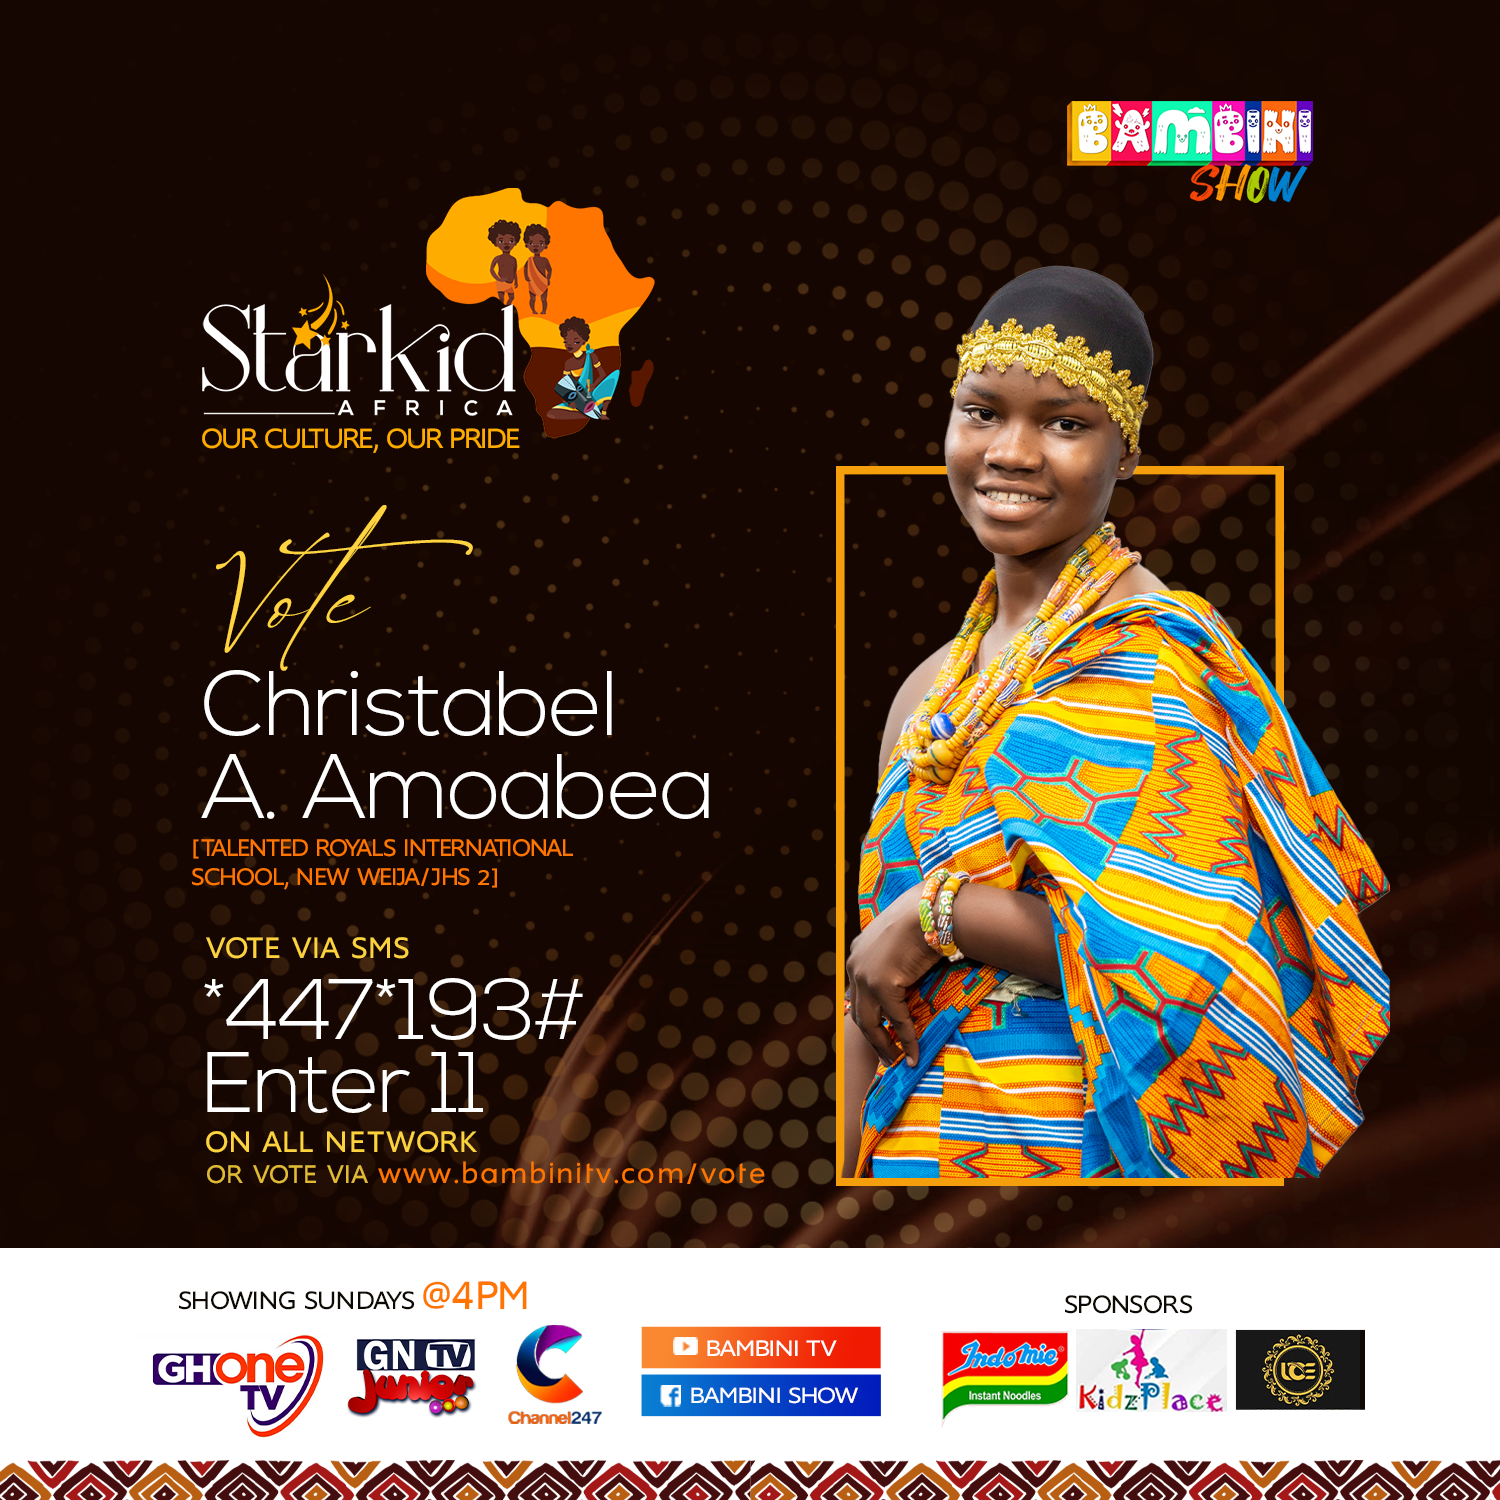 BAMBINI
SHOW
Starkid
AFRICA
OUR CULTURE, OUR PRIDE
Vote
Christabel
A. Amoabea
[TALENTED ROYALS INTERNATIONAL
SCHOOL, NEW WEIJA/JHS 2]
VOTE VIA SMS
*447*193#
Enter 11
ON ALL NETWORK
OR VOTE VIA www.bambinitv.com/vote
SHOWING SUNDAYS @4PM
GHOne
TV
GN TV
Junior
Channel247
BAMBINI TV
BAMBINI SHOW
SPONSORS
Indomie®
Instant Noodles
KidzPlace